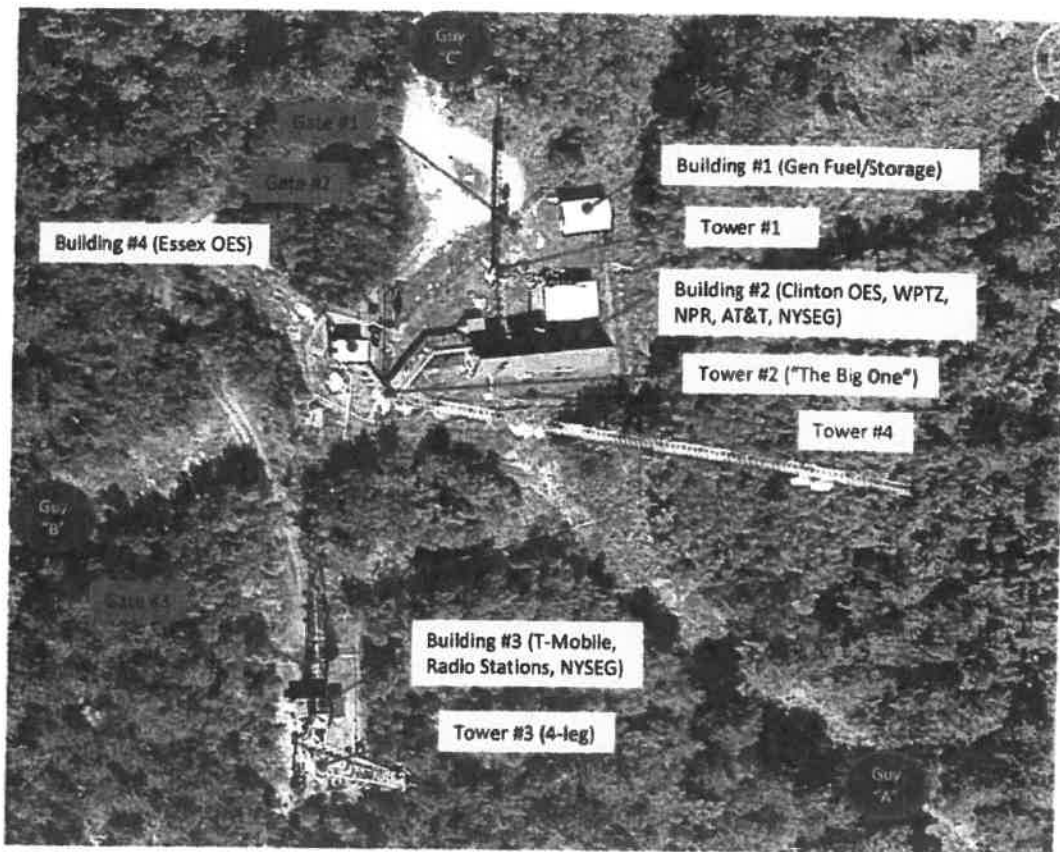 Guy
"C"
Gate #1
Building #1 (Gen Fuel/Storage)
Gate #2
Tower #1
Building #4 (Essex OES)
Building #2 (Clinton OES, WPTZ,
NPR, AT&T, NYSEG)
Tower #2 ("The Big One")
Tower #4
Guy
"B"
Gate #3
Building #3 (T-Mobile,
Radio Stations, NYSEG)
Tower #3 (4-leg)
Guy
"A"